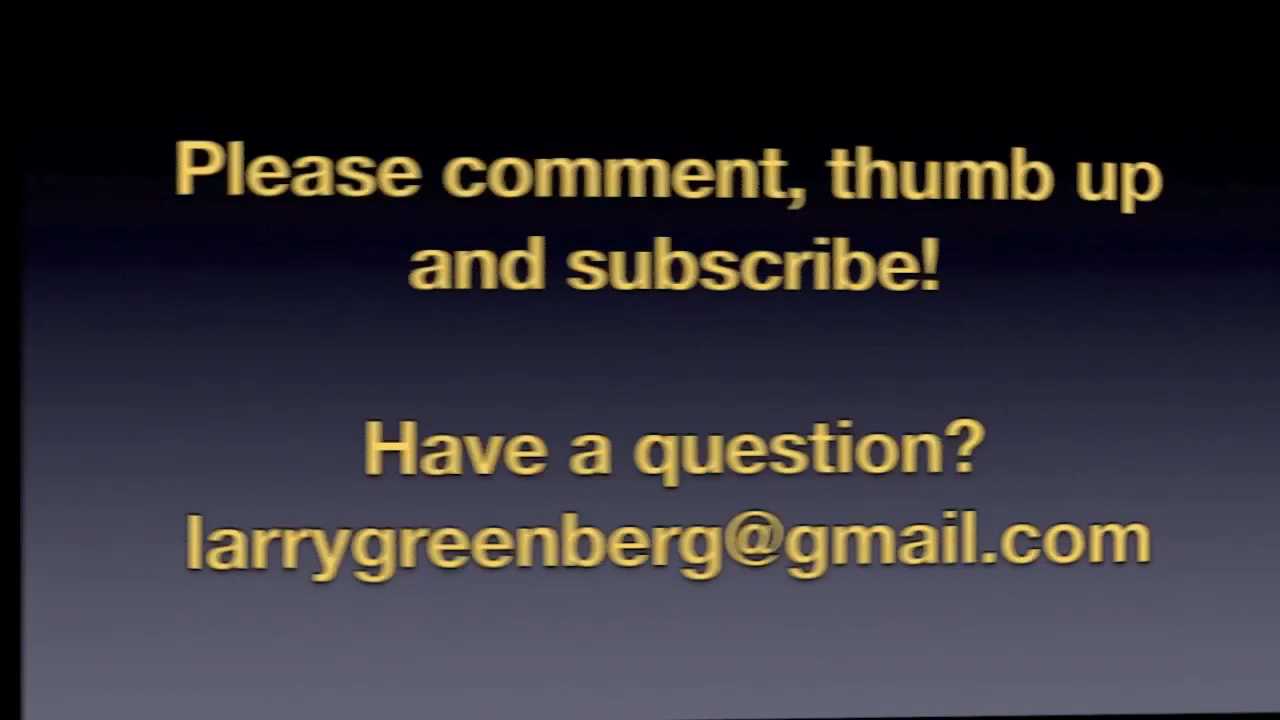 Please comment, thumb up
and subscribe!
Have a question?
larrygreenberg@gmail.com